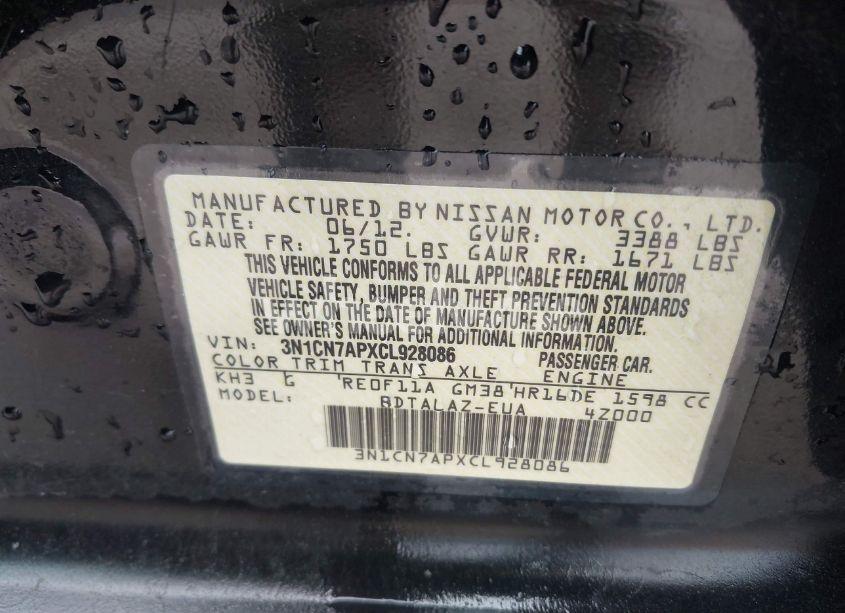 MANUFACTURED BY NISSAN MOTOR CO., LTD.
DATE: 06/12. GVWR: 3388 LBS
GAWR FR: 1750 LBS GAWR RR: 1671 LBS
THIS VEHICLE CONFORMS TO ALL APPLICABLE FEDERAL MOTOR
VEHICLE SAFETY, BUMPER AND THEFT PREVENTION STANDARDS
IN EFFECT ON THE DATE OF MANUFACTURE SHOWN ABOVE.
SEE OWNER'S MANUAL FOR ADDITIONAL INFORMATION.
VIN: 3N1CN7APXCL928086 PASSENGER CAR.
COLOR TRIM TRANS AXLE ENGINE
KH3 G RE0F11A GM38 HR16DE 1598 CC
MODEL: BDTALAZ-EUA 4Z000
3N1CN7APXCL928086